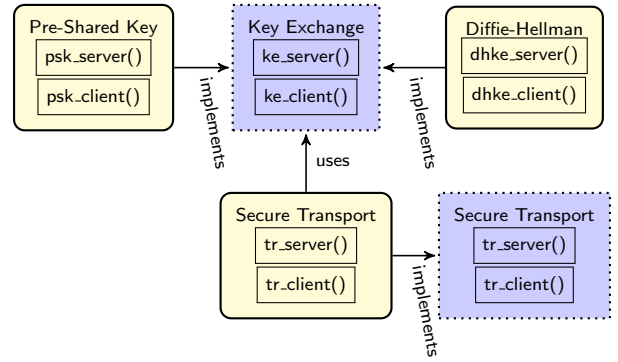 Pre-Shared Key
psk_server()
psk_client()
implements
Key Exchange
ke_server()
ke_client()
implements
Diffie-Hellman
dhke_server()
dhke_client()
uses
Secure Transport
tr_server()
tr_client()
implements
Secure Transport
tr_server()
tr_client()